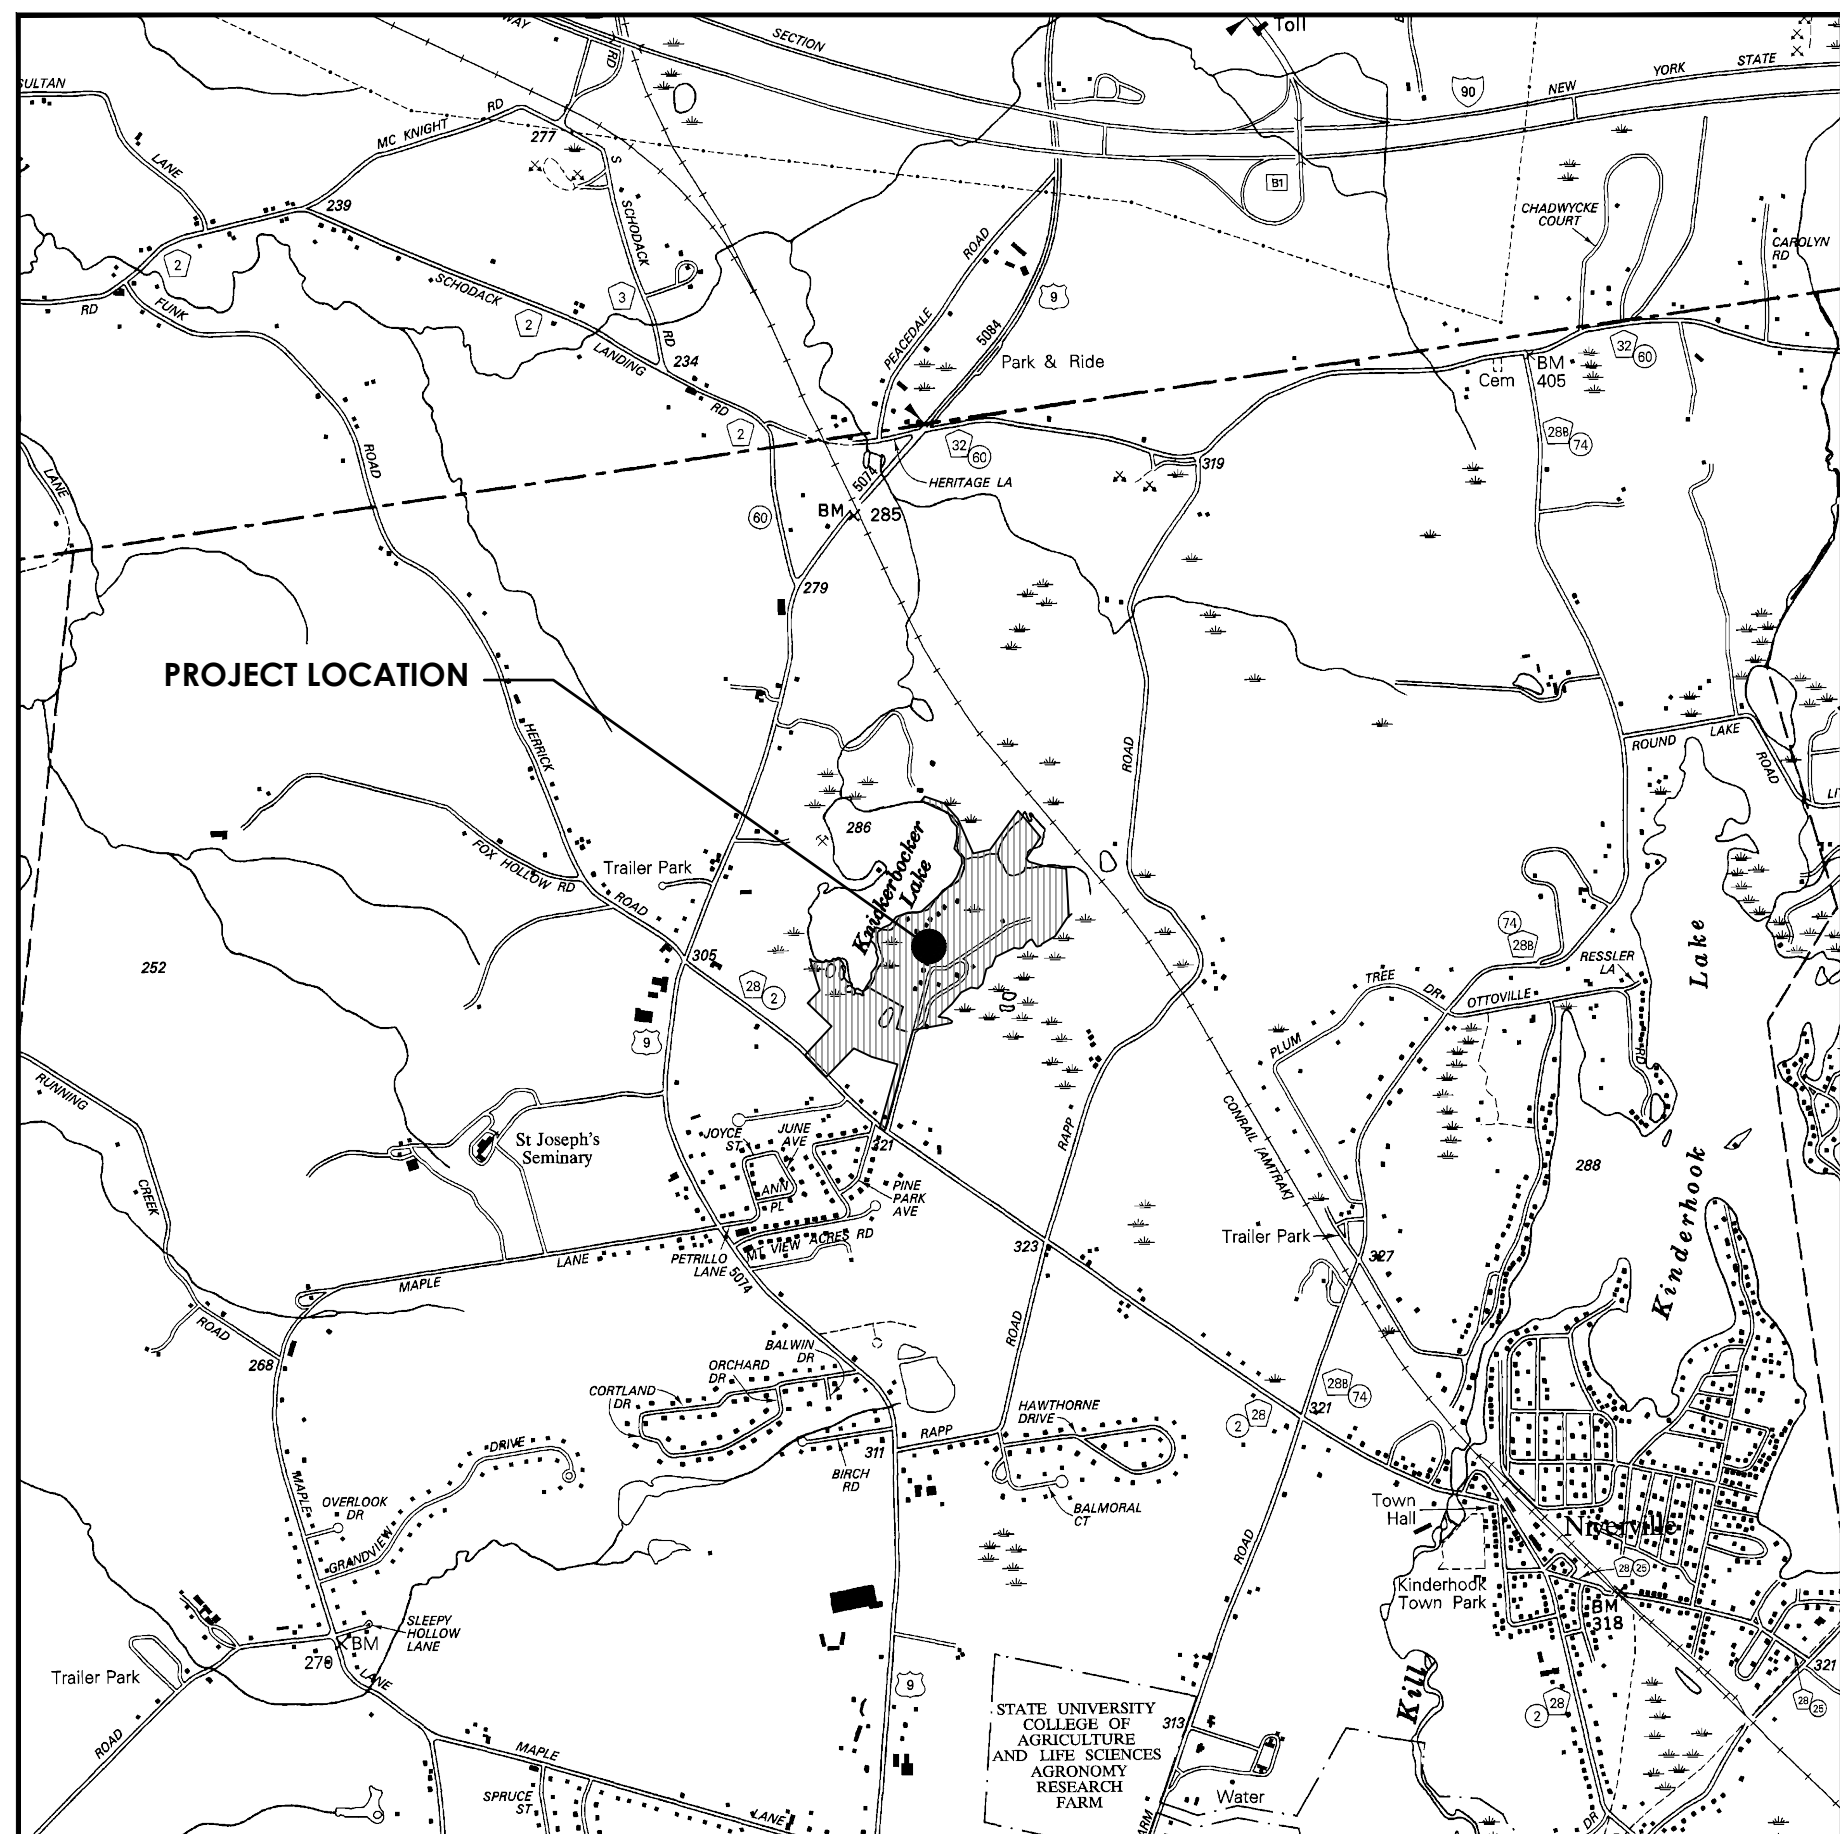 WAY
SECTION
Toll
RD
90
NEW
YORK
STATE
SULTAN
LANE
MC KNIGHT
RD
277
S
SCHODACK
RD
B1
239
2
CHADWYCKE
COURT
CAROLYN
RD
PEACEDALE
ROAD
9
5084
Park & Ride
RD
FUNK
ROAD
SCHODACK
2
3
LANDING
234
RD
2
32
60
Cem
BM
405
28B
74
32
60
319
HERITAGE LA
5074
LANE
60
BM
285
279
PROJECT LOCATION
HERRICK
ROAD
ROUND
LAKE
ROAD
LI
286
Knickerbocker
Lake
FOX HOLLOW RD
Trailer Park
ROAD
305
28
2
252
9
74
28B
RESSLER
LA
TREE
DR
OTTOVILLE
RD
PLUM
Lake
Kinderhook
288
RUNNING
CREEK
ROAD
St Joseph's
Seminary
JOYCE
ST
JUNE
AVE
321
ANN
PL
PINE
PARK
AVE
RAPP
CONRAIL (AMTRAK)
MT VIEW ACRES RD
PETRILLO
LANE
5074
MAPLE
LANE
323
Trailer Park
327
268
ROAD
BALWIN
DR
ORCHARD
DR
CORTLAND
DR
HAWTHORNE
DRIVE
28B
74
321
2
28
311
RAPP
BIRCH
RD
BALMORAL
CT
DRIVE
MAPLE
OVERLOOK
DR
GRANDVIEW
Town
Hall
Niverville
ROAD
28
25
Kinderhook
Town Park
BM
318
SLEEPY
HOLLOW
LANE
BM
270
Trailer Park
LANE
ROAD
9
Kill
2
28
321
28
25
STATE UNIVERSITY
COLLEGE OF
AGRICULTURE
AND LIFE SCIENCES
AGRONOMY
RESEARCH
FARM
313
MAPLE
SPRUCE
ST
LANE
Water
ARM
DR